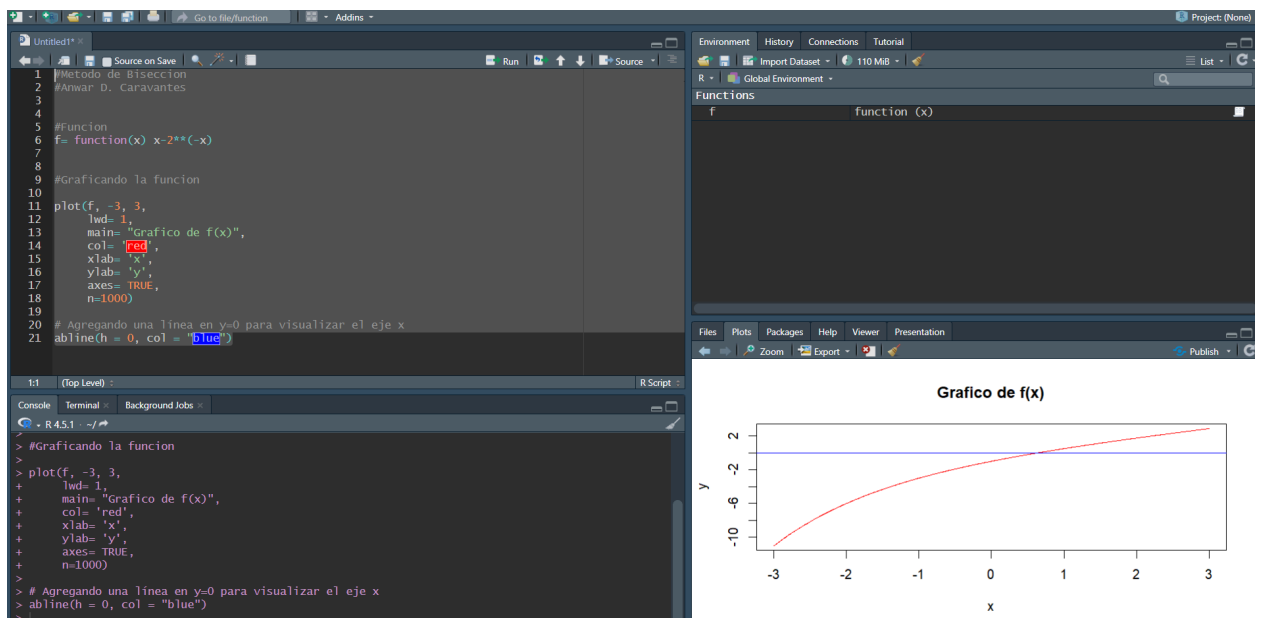 Go to file/function
Addins
Project: (None)
Untitled1*
Source on Save
Run
Source
1 #Metodo de Biseccion
2 #Anwar D. Caravantes
3
4
5 #Funcion
6 f= function(x) x-2**(-x)
7
8
9 #Graficando la funcion
10
11 plot(f, -3, 3,
12 lwd= 1,
13 main= "Grafico de f(x)",
14 col= 'red',
15 xlab= 'x',
16 ylab= 'y',
17 axes= TRUE,
18 n=1000)
19
20 # Agregando una línea en y=0 para visualizar el eje x
21 abline(h = 0, col = "blue")
1:1 (Top Level) R Script
Console Terminal Background Jobs
R 4.5.1 · ~/
>
> #Graficando la funcion
>
> plot(f, -3, 3,
+ lwd= 1,
+ main= "Grafico de f(x)",
+ col= 'red',
+ xlab= 'x',
+ ylab= 'y',
+ axes= TRUE,
+ n=1000)
>
> # Agregando una línea en y=0 para visualizar el eje x
> abline(h = 0, col = "blue")
>
Environment History Connections Tutorial
Import Dataset 110 MiB List
R Global Environment
Functions
f function (x)
Files Plots Packages Help Viewer Presentation
Zoom Export Publish
Grafico de f(x)
2
-2
-6
-10
y
-3 -2 -1 0 1 2 3
x